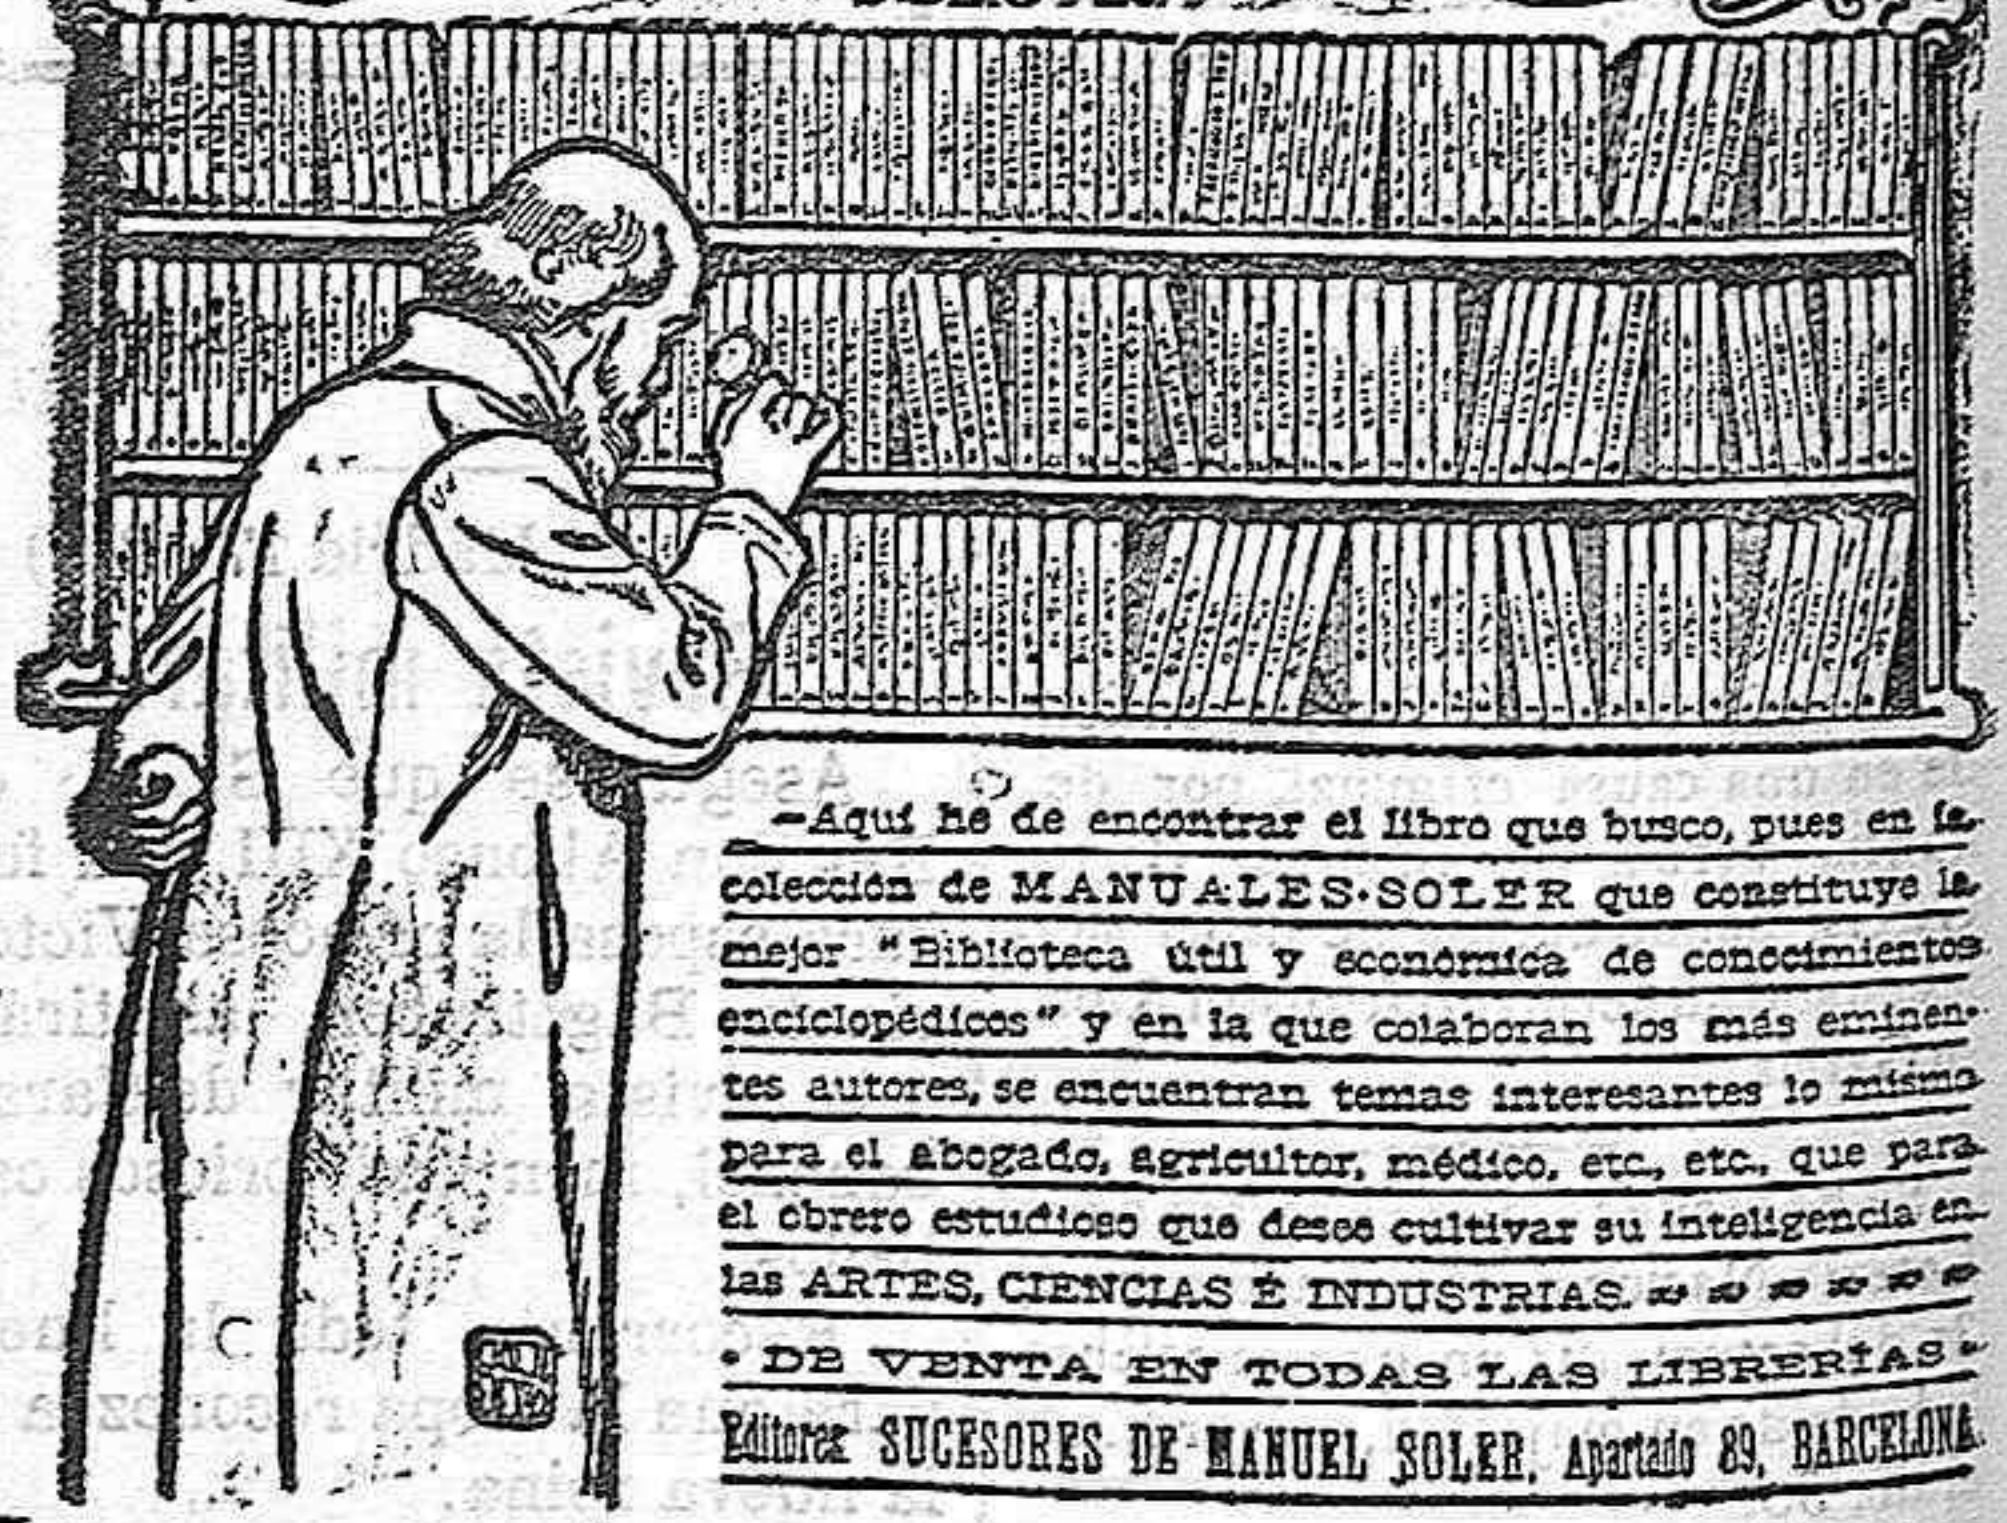 -Aquí he de encontrar el libro que busco, pues en la
colección de MANUALES·SOLER que constituye la
mejor "Biblioteca útil y económica de conocimientos
enciclopédicos" y en la que colaboran los más eminen-
tes autores, se encuentran temas interesantes lo mismo
para el abogado, agricultor, médico, etc., etc., que para
el obrero estudioso que desee cultivar su inteligencia en
las ARTES, CIENCIAS É INDUSTRIAS.
· DE VENTA EN TODAS LAS LIBRERÍAS ·
Editores SUCESORES DE MANUEL SOLER. Apartado 89, BARCELONA